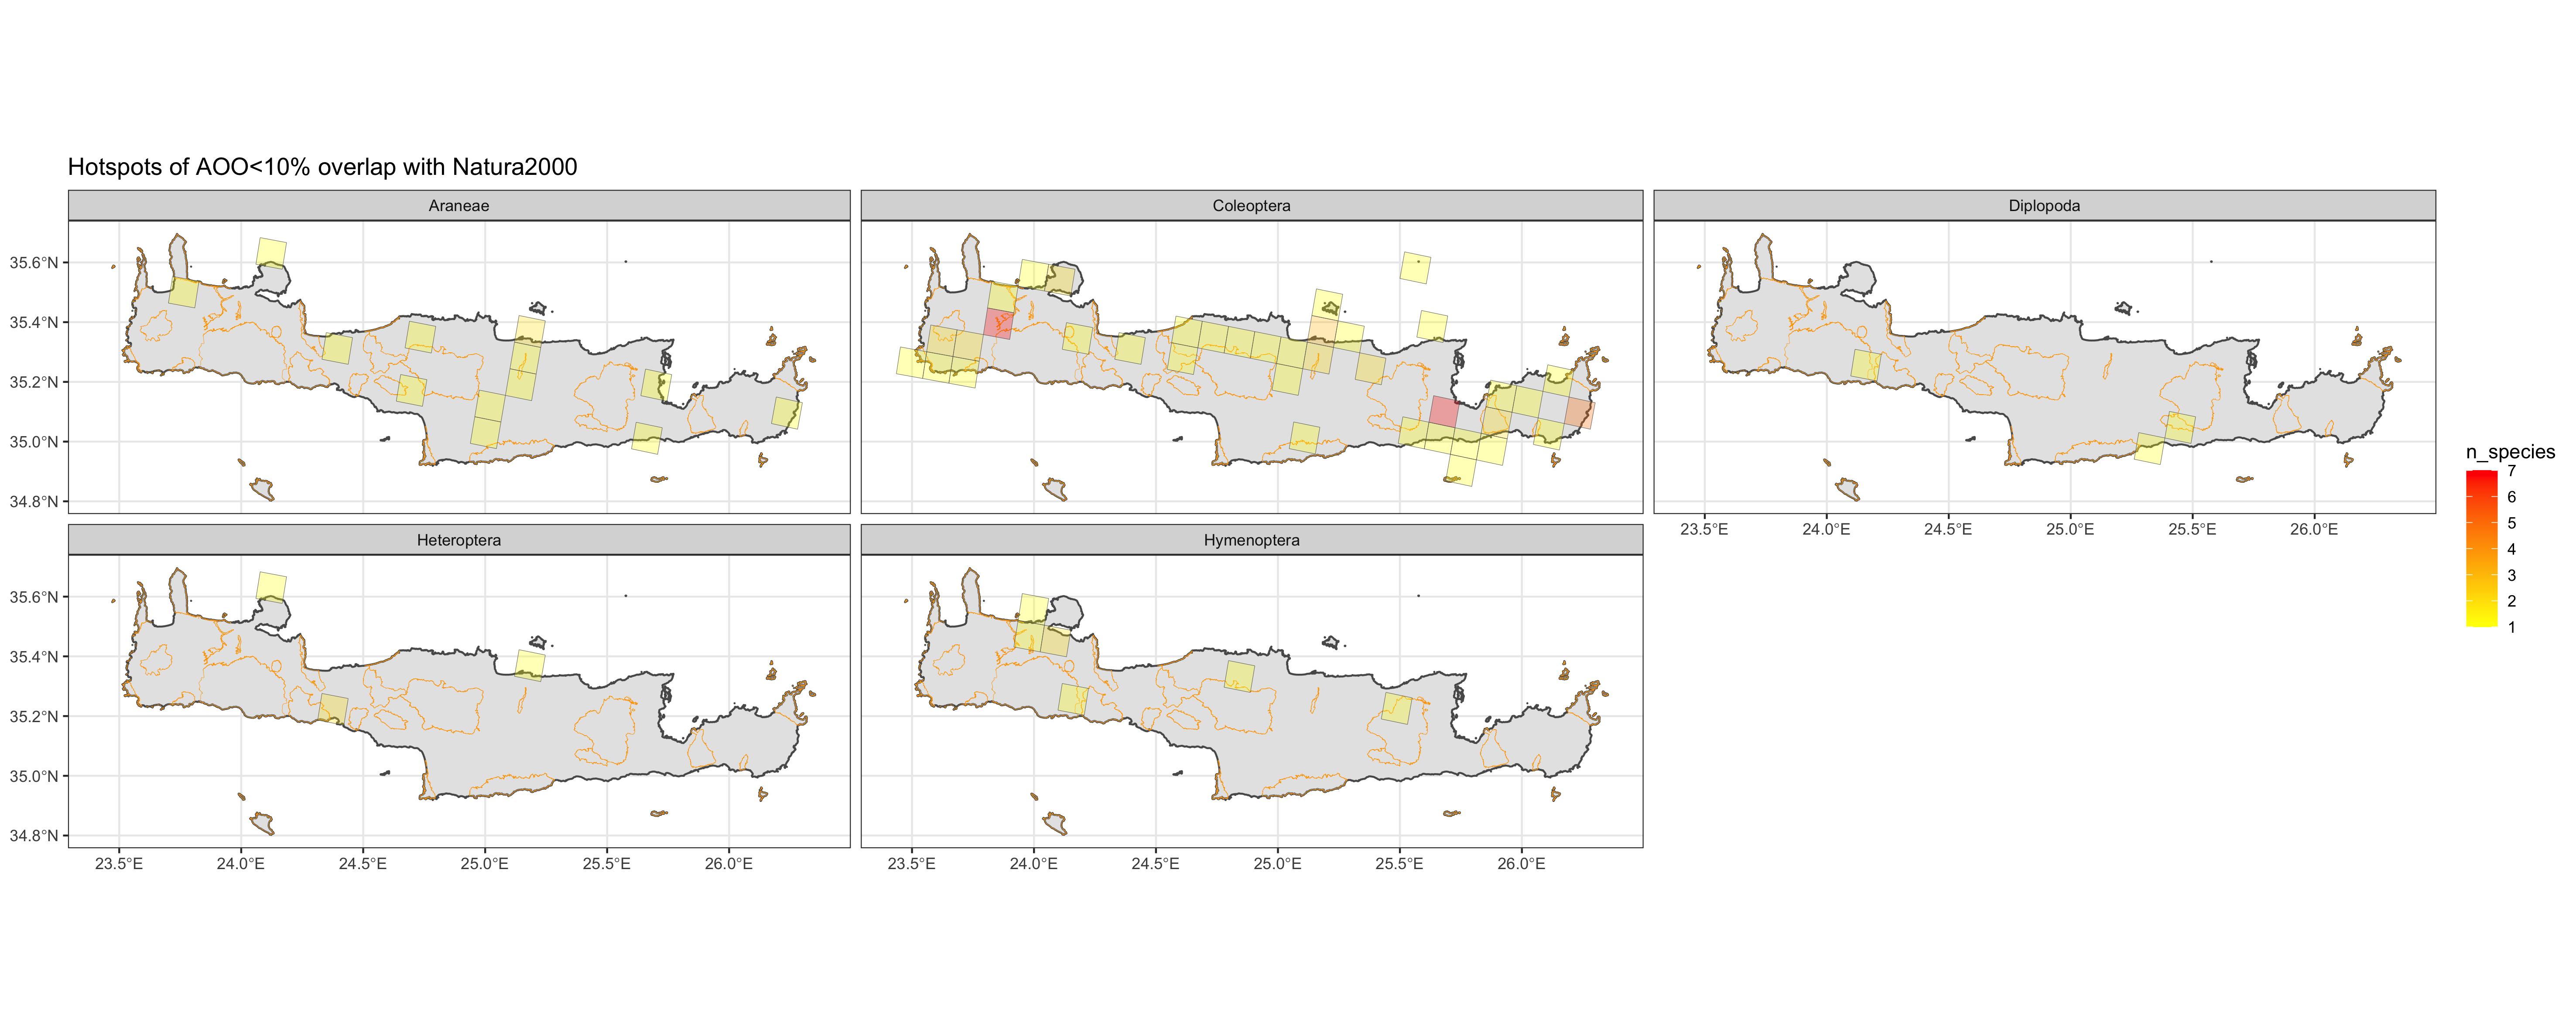 Hotspots of AOO<10% overlap with Natura2000
Araneae
Coleoptera
Diplopoda
35.6°N
35.4°N
35.2°N
35.0°N
34.8°N
23.5°E 24.0°E 24.5°E 25.0°E 25.5°E 26.0°E
n_species
7
6
5
4
3
2
1
Heteroptera
Hymenoptera
35.6°N
35.4°N
35.2°N
35.0°N
34.8°N
23.5°E 24.0°E 24.5°E 25.0°E 25.5°E 26.0°E
23.5°E 24.0°E 24.5°E 25.0°E 25.5°E 26.0°E